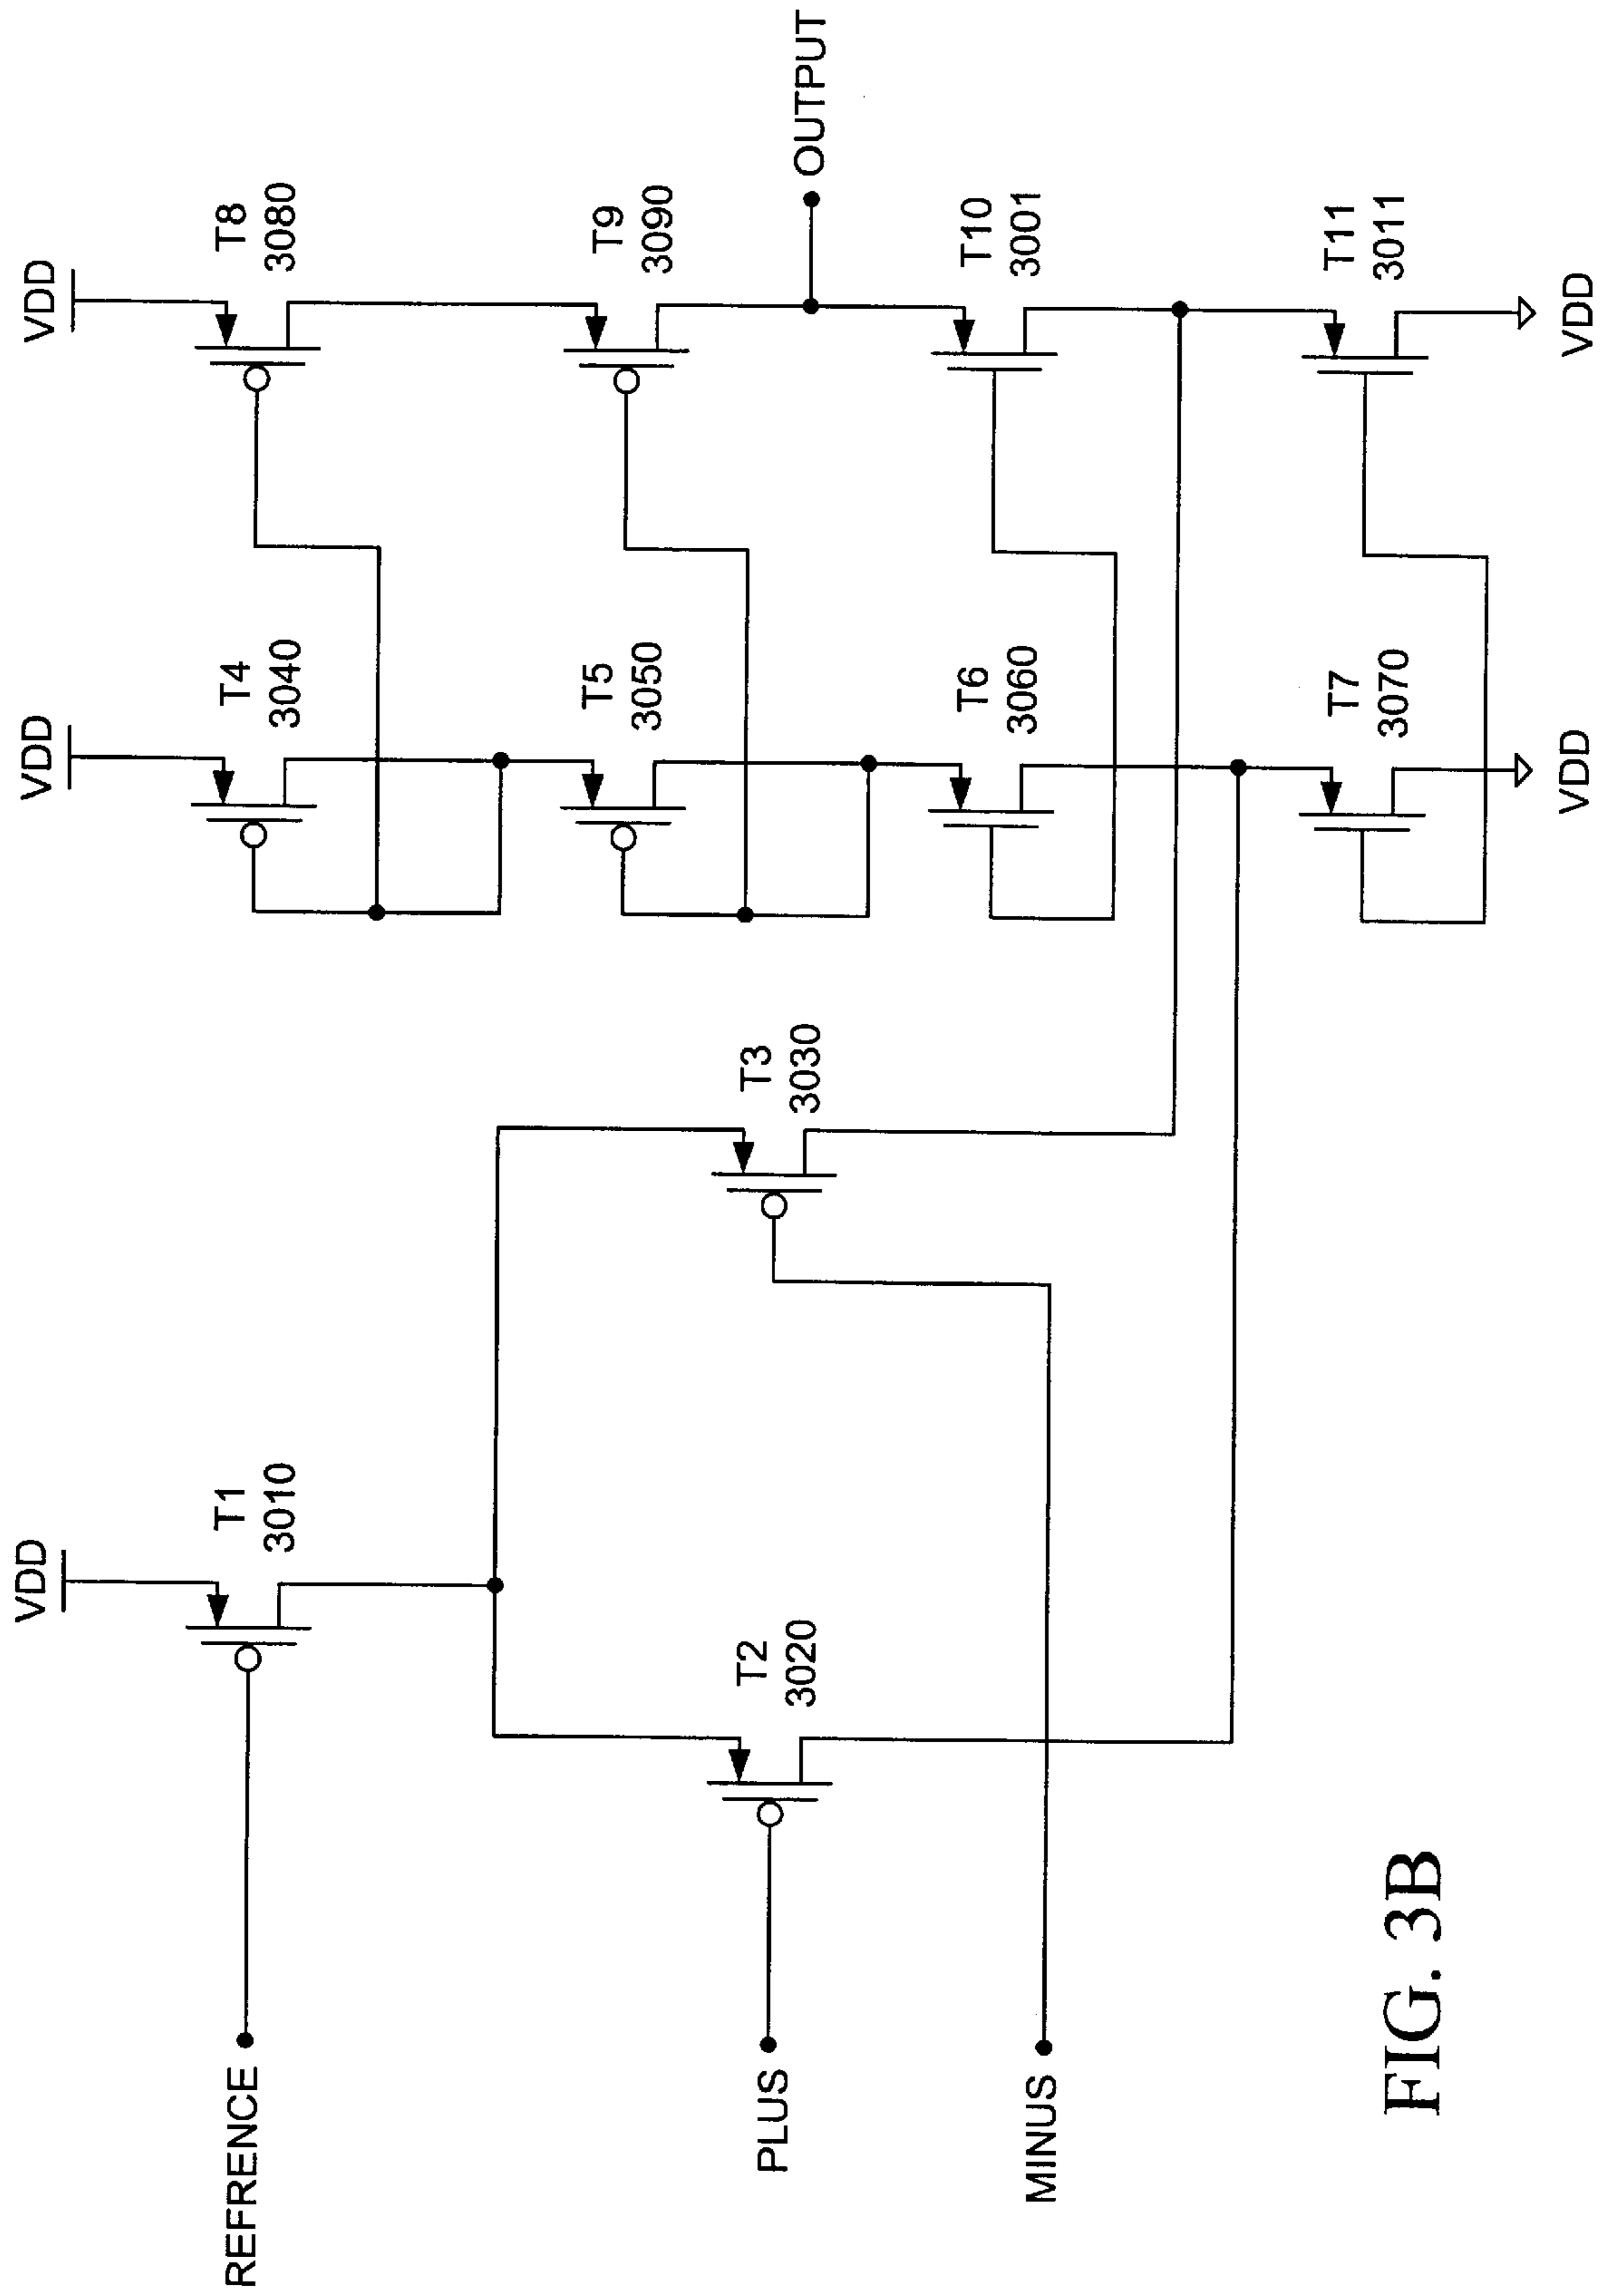 VDD
VDD
VDD
T1
3010
T4
3040
T8
3080
REFRENCE
T2
3020
T3
3030
T5
3050
T9
3090
PLUS
OUTPUT
MINUS
T6
3060
T10
3001
T7
3070
T11
3011
VDD
VDD
FIG. 3B